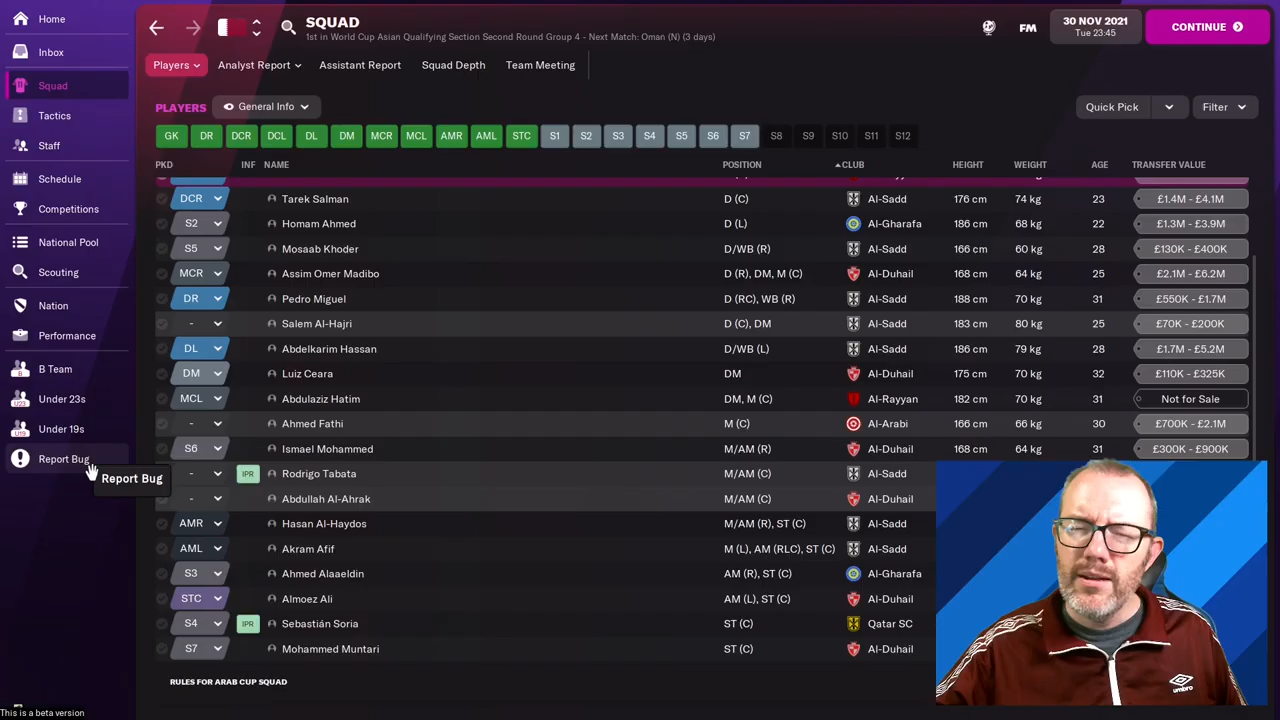 Home
SQUAD
1st in World Cup Asian Qualifying Section Second Round Group 4 - Next Match: Oman (N) (3 days)
FM
30 NOV 2021
Tue 23:45
CONTINUE
Inbox
Squad
Tactics
Staff
Schedule
Competitions
National Pool
Scouting
Nation
Performance
B Team
Under 23s
Under 19s
Report Bug
Report Bug
Players
Analyst Report
Assistant Report
Squad Depth
Team Meeting
PLAYERS
General Info
Quick Pick
Filter
GK DR DCR DCL DL DM MCR MCL AMR AML STC S1 S2 S3 S4 S5 S6 S7 S8 S9 S10 S11 S12
PKD INF NAME POSITION CLUB HEIGHT WEIGHT AGE TRANSFER VALUE
DCR Tarek Salman D (C) Al-Sadd 176 cm 74 kg 23 £1.4M - £4.1M
S2 Homam Ahmed D (L) Al-Gharafa 186 cm 68 kg 22 £1.3M - £3.9M
S5 Mosaab Khoder D/WB (R) Al-Sadd 166 cm 60 kg 28 £130K - £400K
MCR Assim Omer Madibo D (R), DM, M (C) Al-Duhail 168 cm 64 kg 25 £2.1M - £6.2M
DR Pedro Miguel D (RC), WB (R) Al-Sadd 188 cm 70 kg 31 £550K - £1.7M
- Salem Al-Hajri D (C), DM Al-Sadd 183 cm 80 kg 25 £70K - £200K
DL Abdelkarim Hassan D/WB (L) Al-Sadd 186 cm 79 kg 28 £1.7M - £5.2M
DM Luiz Ceara DM Al-Duhail 175 cm 70 kg 32 £110K - £325K
MCL Abdulaziz Hatim DM, M (C) Al-Rayyan 182 cm 70 kg 31 Not for Sale
- Ahmed Fathi M (C) Al-Arabi 166 cm 66 kg 30 £700K - £2.1M
S6 Ismael Mohammed M/AM (R) Al-Duhail 168 cm 64 kg 31 £300K - £900K
- IPR Rodrigo Tabata M/AM (C) Al-Sadd
- Abdullah Al-Ahrak M/AM (C) Al-Duhail
AMR Hasan Al-Haydos M/AM (R), ST (C) Al-Sadd
AML Akram Afif M (L), AM (RLC), ST (C) Al-Sadd
S3 Ahmed Alaaeldin AM (R), ST (C) Al-Gharafa
STC Almoez Ali AM (L), ST (C) Al-Duhail
S4 IPR Sebastián Soria ST (C) Qatar SC
S7 Mohammed Muntari ST (C) Al-Duhail
RULES FOR ARAB CUP SQUAD
umbro
This is a beta version